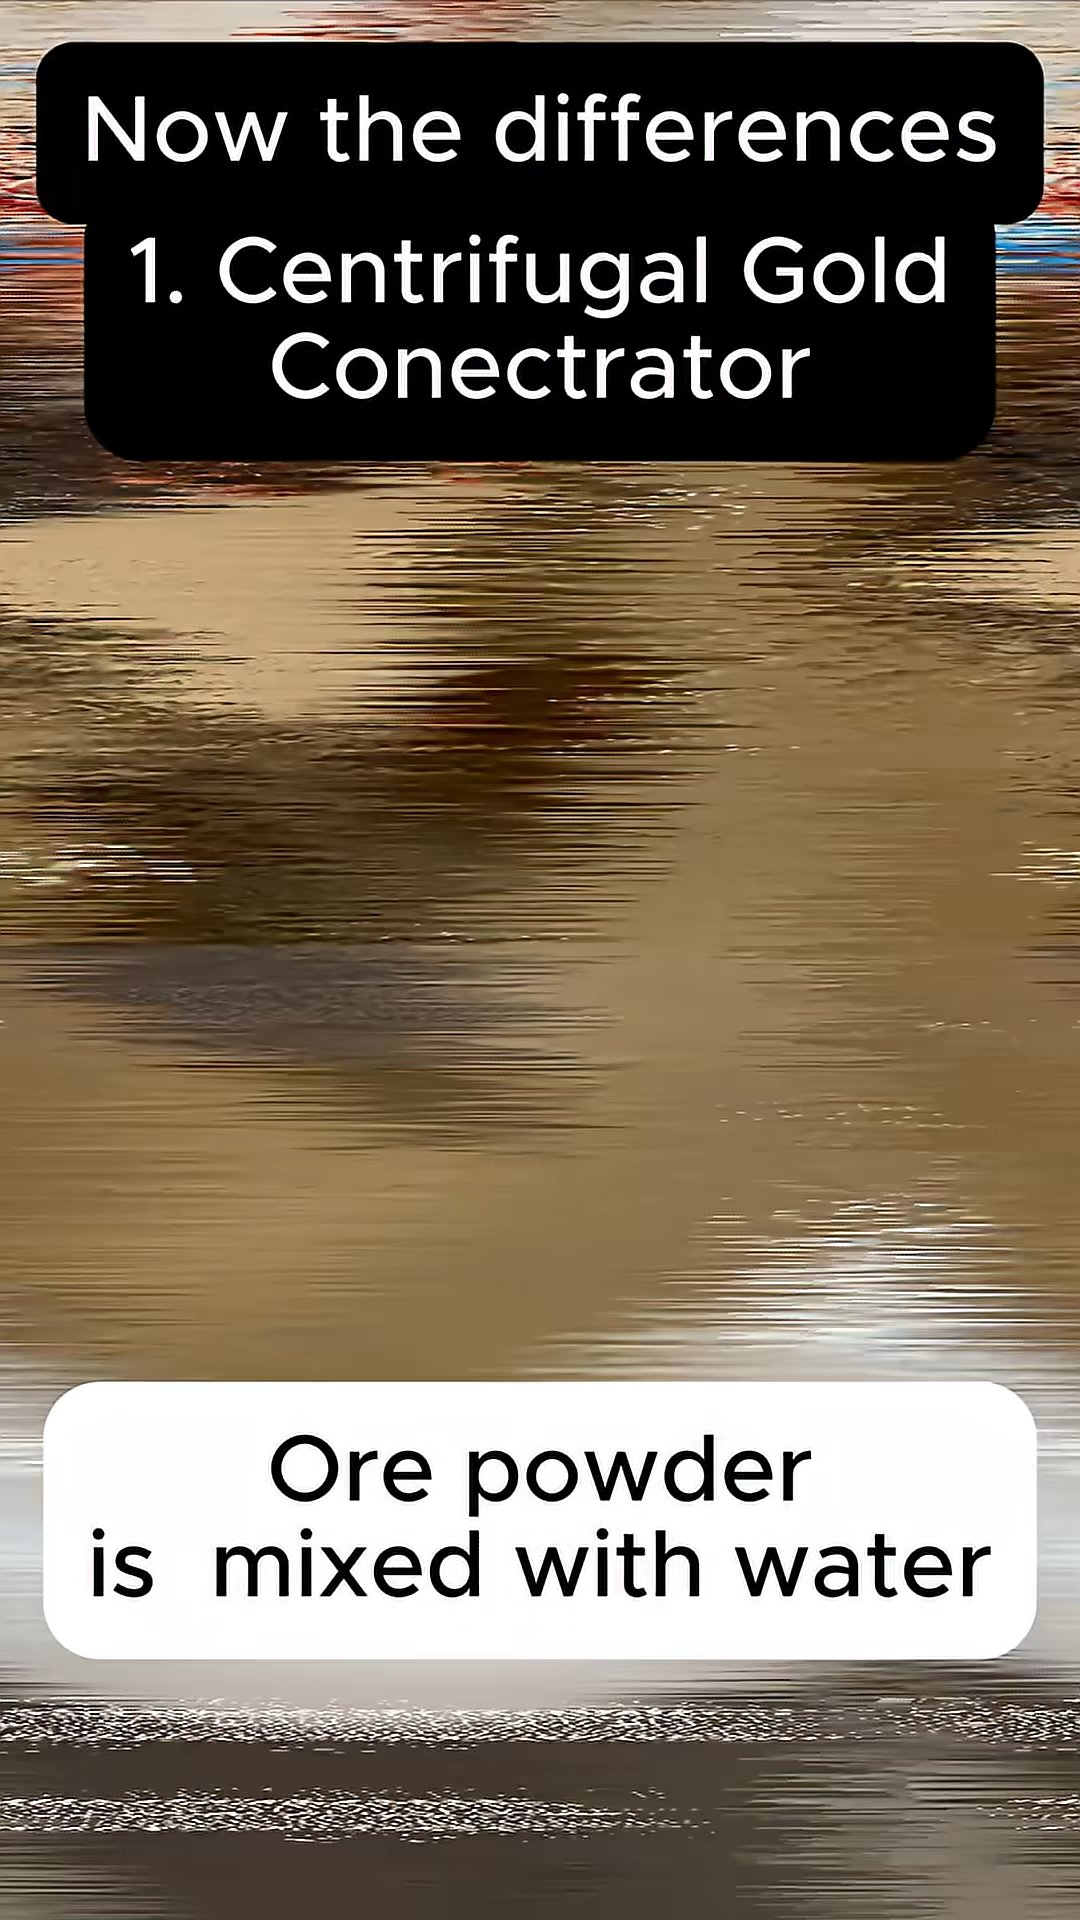 Now the differences
1. Centrifugal Gold
Conectrator
Ore powder
is  mixed with water